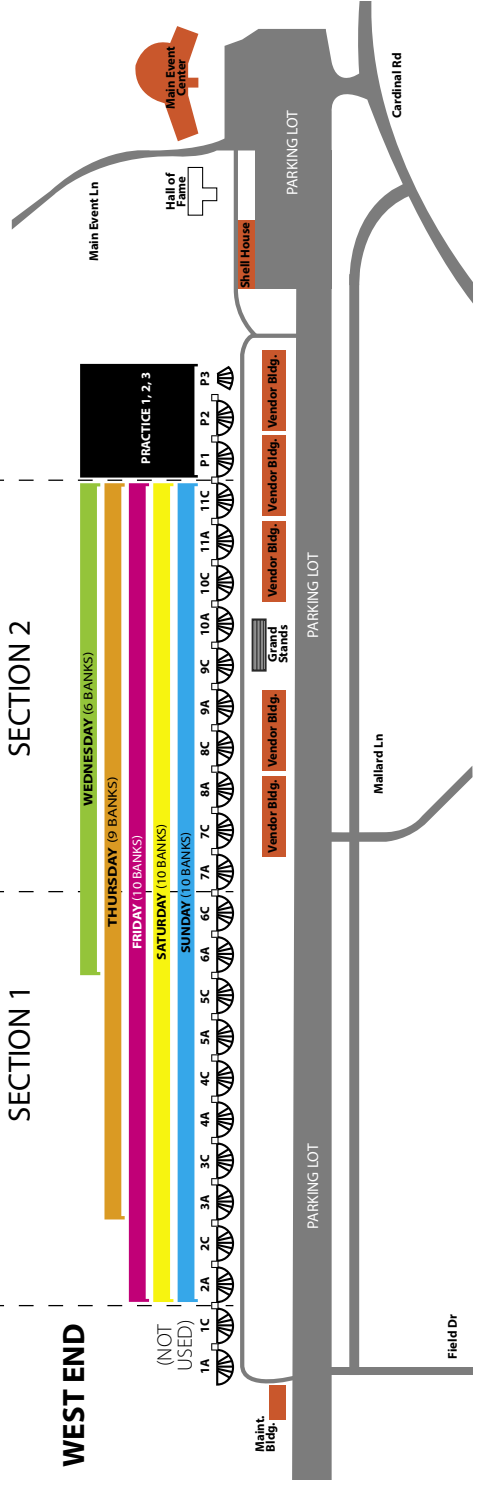 WEST END
SECTION 1
SECTION 2
WEDNESDAY (6 BANKS)
THURSDAY (9 BANKS)
FRIDAY (10 BANKS)
SATURDAY (10 BANKS)
SUNDAY (10 BANKS)
(NOT
USED)
PRACTICE 1, 2, 3
1A 1C 2A 2C 3A 3C 4A 4C 5A 5C 6A 6C 7A 7C 8A 8C 9A 9C 10A 10C 11A 11C P1 P2 P3
Main Event Ln
Hall of
Fame
Main Event
Center
Shell House
Maint.
Bldg.
Vendor Bldg.
Vendor Bldg.
Grand
Stands
Vendor Bldg.
Vendor Bldg.
Vendor Bldg.
PARKING LOT
PARKING LOT
PARKING LOT
Field Dr
Mallard Ln
Cardinal Rd